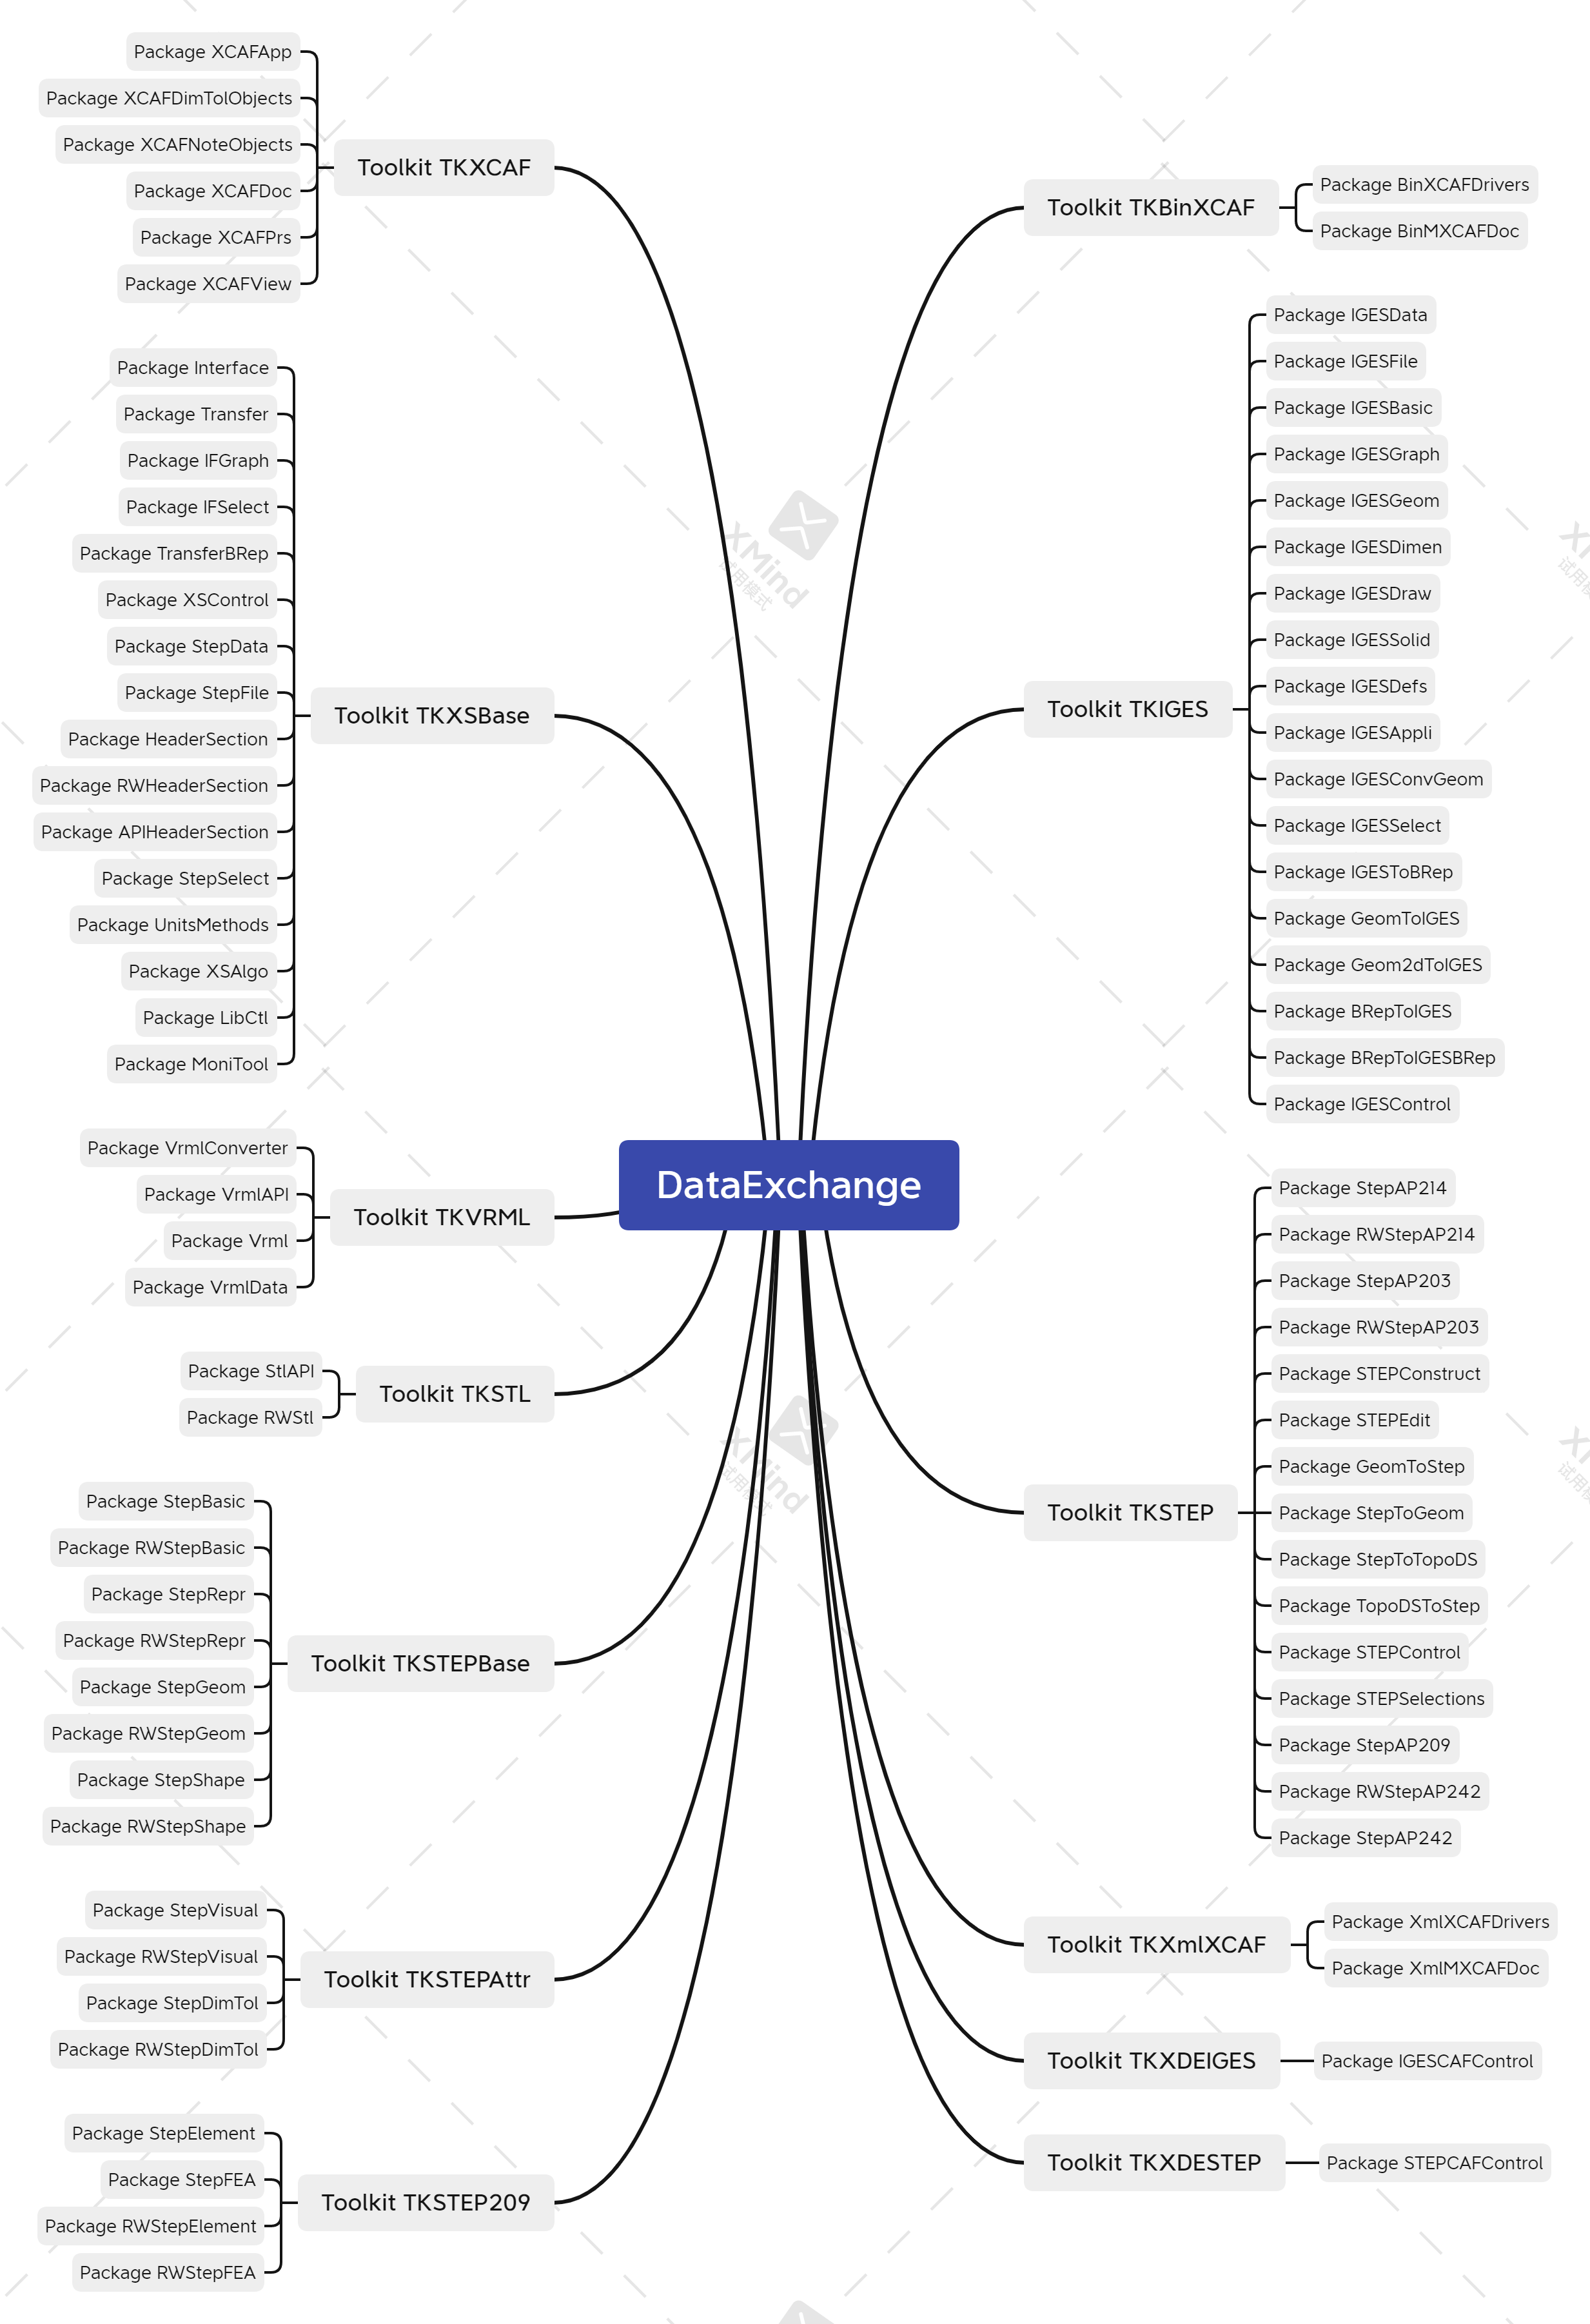 DataExchange
Toolkit TKBinXCAF
Package BinXCAFDrivers
Package BinMXCAFDoc
Toolkit TKIGES
Package IGESData
Package IGESFile
Package IGESBasic
Package IGESGraph
Package IGESGeom
Package IGESDimen
Package IGESDraw
Package IGESSolid
Package IGESDefs
Package IGESAppli
Package IGESConvGeom
Package IGESSelect
Package IGESToBRep
Package GeomToIGES
Package Geom2dToIGES
Package BRepToIGES
Package BRepToIGESBRep
Package IGESControl
Toolkit TKSTEP
Package StepAP214
Package RWStepAP214
Package StepAP203
Package RWStepAP203
Package STEPConstruct
Package STEPEdit
Package GeomToStep
Package StepToGeom
Package StepToTopoDS
Package TopoDSToStep
Package STEPControl
Package STEPSelections
Package StepAP209
Package RWStepAP242
Package StepAP242
Toolkit TKXmlXCAF
Package XmlXCAFDrivers
Package XmlMXCAFDoc
Toolkit TKXDEIGES
Package IGESCAFControl
Toolkit TKXDESTEP
Package STEPCAFControl
Toolkit TKXCAF
Package XCAFApp
Package XCAFDimTolObjects
Package XCAFNoteObjects
Package XCAFDoc
Package XCAFPrs
Package XCAFView
Toolkit TKXSBase
Package Interface
Package Transfer
Package IFGraph
Package IFSelect
Package TransferBRep
Package XSControl
Package StepData
Package StepFile
Package HeaderSection
Package RWHeaderSection
Package APIHeaderSection
Package StepSelect
Package UnitsMethods
Package XSAlgo
Package LibCtl
Package MoniTool
Toolkit TKVRML
Package VrmlConverter
Package VrmlAPI
Package Vrml
Package VrmlData
Toolkit TKSTL
Package StlAPI
Package RWStl
Toolkit TKSTEPBase
Package StepBasic
Package RWStepBasic
Package StepRepr
Package RWStepRepr
Package StepGeom
Package RWStepGeom
Package StepShape
Package RWStepShape
Toolkit TKSTEPAttr
Package StepVisual
Package RWStepVisual
Package StepDimTol
Package RWStepDimTol
Toolkit TKSTEP209
Package StepElement
Package StepFEA
Package RWStepElement
Package RWStepFEA
XMind
试用模式
XMind
试用模式